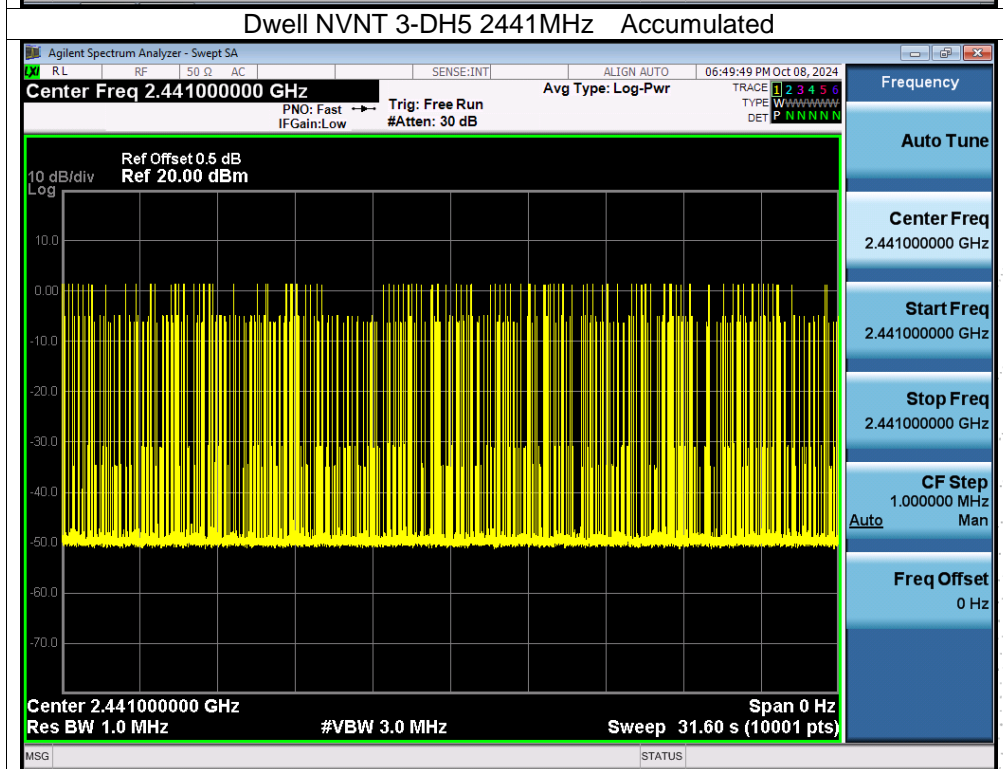 Dwell NVNT 3-DH5 2441MHz Accumulated
Agilent Spectrum Analyzer - Swept SA
LXI RL RF 50 Ω AC SENSE:INT ALIGN AUTO 06:49:49 PM Oct 08, 2024
Center Freq 2.441000000 GHz
PNO: Fast
IFGain:Low
Trig: Free Run
#Atten: 30 dB
Avg Type: Log-Pwr
TRACE 1 2 3 4 5 6
TYPE WWWWWWW
DET P N N N N N
Ref Offset 0.5 dB
10 dB/div Ref 20.00 dBm
Log
10.0
0.00
-10.0
-20.0
-30.0
-40.0
-50.0
-60.0
-70.0
Center 2.441000000 GHz Span 0 Hz
Res BW 1.0 MHz #VBW 3.0 MHz Sweep 31.60 s (10001 pts)
MSG STATUS
Frequency
Auto Tune
Center Freq
2.441000000 GHz
Start Freq
2.441000000 GHz
Stop Freq
2.441000000 GHz
CF Step
1.000000 MHz
Auto Man
Freq Offset
0 Hz